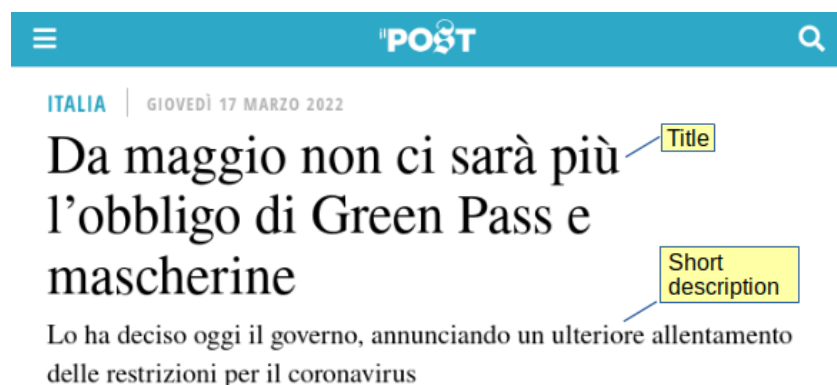 il POST
ITALIA GIOVEDÌ 17 MARZO 2022
Da maggio non ci sarà più
l'obbligo di Green Pass e
mascherine
Title
Short
description
Lo ha deciso oggi il governo, annunciando un ulteriore allentamento
delle restrizioni per il coronavirus